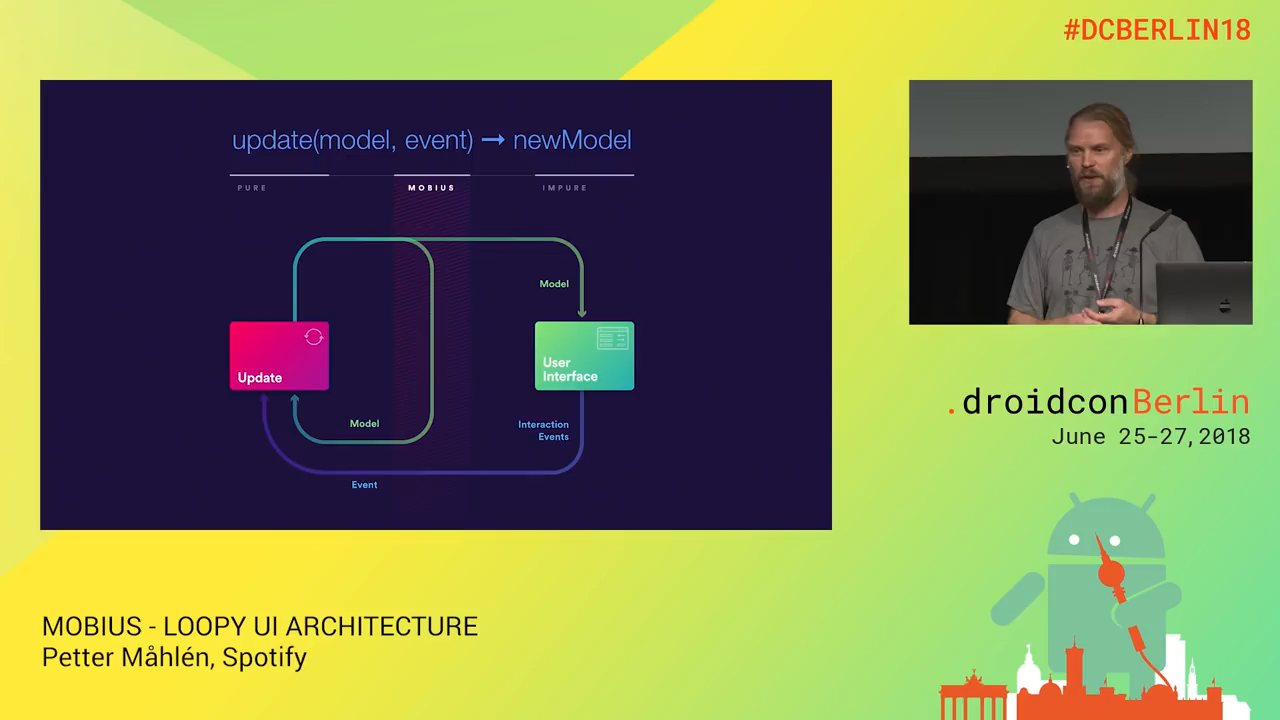 #DCBERLIN18
update(model, event) → newModel
PURE
MOBIUS
IMPURE
Model
Update
User
Interface
Model
Interaction
Events
Event
.droidconBerlin
June 25-27, 2018
MOBIUS - LOOPY UI ARCHITECTURE
Petter Måhlén, Spotify